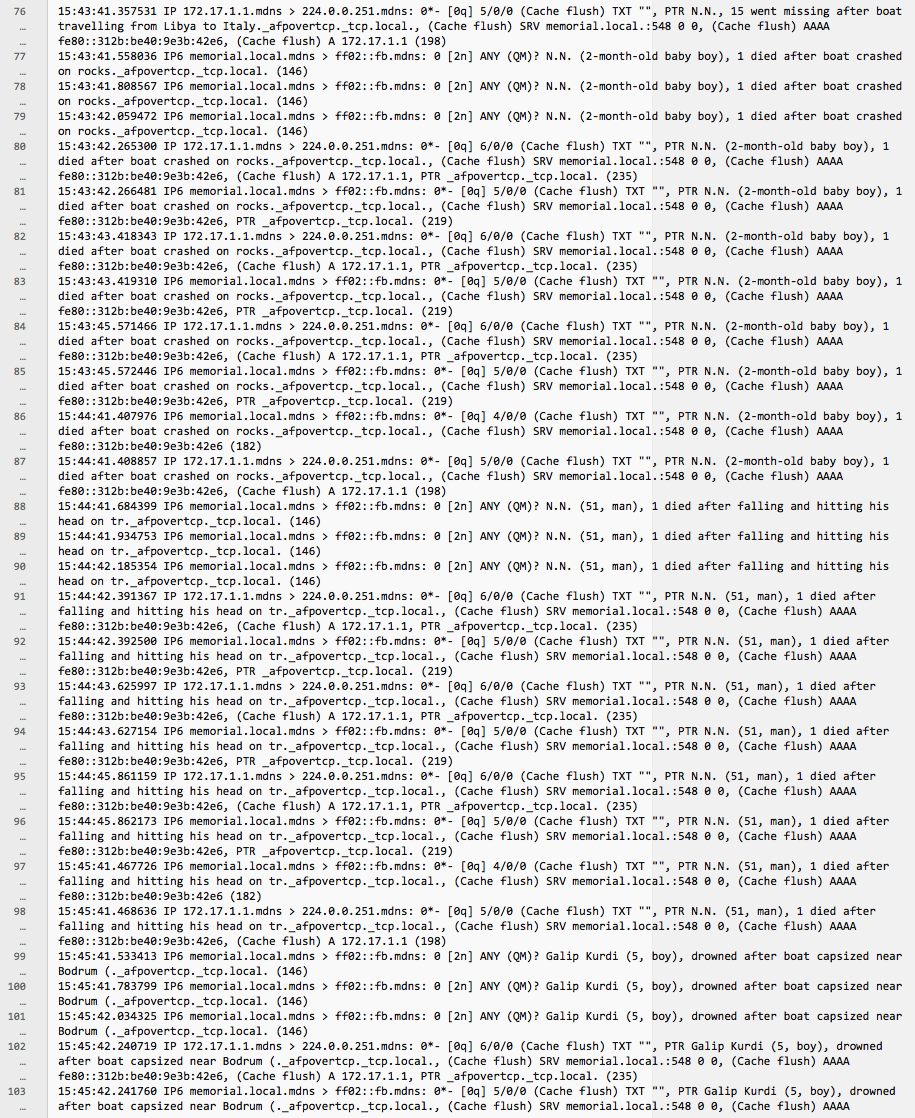 76 15:43:41.357531 IP 172.17.1.1.mdns > 224.0.0.251.mdns: 0*- [0q] 5/0/0 (Cache flush) TXT "", PTR N.N., 15 went missing after boat
… travelling from Libya to Italy._afpovertcp._tcp.local., (Cache flush) SRV memorial.local.:548 0 0, (Cache flush) AAAA
… fe80::312b:be40:9e3b:42e6, (Cache flush) A 172.17.1.1 (198)
77 15:43:41.558036 IP6 memorial.local.mdns > ff02::fb.mdns: 0 [2n] ANY (QM)? N.N. (2-month-old baby boy), 1 died after boat crashed
… on rocks._afpovertcp._tcp.local. (146)
78 15:43:41.808567 IP6 memorial.local.mdns > ff02::fb.mdns: 0 [2n] ANY (QM)? N.N. (2-month-old baby boy), 1 died after boat crashed
… on rocks._afpovertcp._tcp.local. (146)
79 15:43:42.059472 IP6 memorial.local.mdns > ff02::fb.mdns: 0 [2n] ANY (QM)? N.N. (2-month-old baby boy), 1 died after boat crashed
… on rocks._afpovertcp._tcp.local. (146)
80 15:43:42.265300 IP 172.17.1.1.mdns > 224.0.0.251.mdns: 0*- [0q] 6/0/0 (Cache flush) TXT "", PTR N.N. (2-month-old baby boy), 1
… died after boat crashed on rocks._afpovertcp._tcp.local., (Cache flush) SRV memorial.local.:548 0 0, (Cache flush) AAAA
… fe80::312b:be40:9e3b:42e6, (Cache flush) A 172.17.1.1, PTR _afpovertcp._tcp.local. (235)
81 15:43:42.266481 IP6 memorial.local.mdns > ff02::fb.mdns: 0*- [0q] 5/0/0 (Cache flush) TXT "", PTR N.N. (2-month-old baby boy), 1
… died after boat crashed on rocks._afpovertcp._tcp.local., (Cache flush) SRV memorial.local.:548 0 0, (Cache flush) AAAA
… fe80::312b:be40:9e3b:42e6, PTR _afpovertcp._tcp.local. (219)
82 15:43:43.418343 IP 172.17.1.1.mdns > 224.0.0.251.mdns: 0*- [0q] 6/0/0 (Cache flush) TXT "", PTR N.N. (2-month-old baby boy), 1
… died after boat crashed on rocks._afpovertcp._tcp.local., (Cache flush) SRV memorial.local.:548 0 0, (Cache flush) AAAA
… fe80::312b:be40:9e3b:42e6, (Cache flush) A 172.17.1.1, PTR _afpovertcp._tcp.local. (235)
83 15:43:43.419310 IP6 memorial.local.mdns > ff02::fb.mdns: 0*- [0q] 5/0/0 (Cache flush) TXT "", PTR N.N. (2-month-old baby boy), 1
… died after boat crashed on rocks._afpovertcp._tcp.local., (Cache flush) SRV memorial.local.:548 0 0, (Cache flush) AAAA
… fe80::312b:be40:9e3b:42e6, PTR _afpovertcp._tcp.local. (219)
84 15:43:45.571466 IP 172.17.1.1.mdns > 224.0.0.251.mdns: 0*- [0q] 6/0/0 (Cache flush) TXT "", PTR N.N. (2-month-old baby boy), 1
… died after boat crashed on rocks._afpovertcp._tcp.local., (Cache flush) SRV memorial.local.:548 0 0, (Cache flush) AAAA
… fe80::312b:be40:9e3b:42e6, (Cache flush) A 172.17.1.1, PTR _afpovertcp._tcp.local. (235)
85 15:43:45.572446 IP6 memorial.local.mdns > ff02::fb.mdns: 0*- [0q] 5/0/0 (Cache flush) TXT "", PTR N.N. (2-month-old baby boy), 1
… died after boat crashed on rocks._afpovertcp._tcp.local., (Cache flush) SRV memorial.local.:548 0 0, (Cache flush) AAAA
… fe80::312b:be40:9e3b:42e6, PTR _afpovertcp._tcp.local. (219)
86 15:44:41.407976 IP6 memorial.local.mdns > ff02::fb.mdns: 0*- [0q] 4/0/0 (Cache flush) TXT "", PTR N.N. (2-month-old baby boy), 1
… died after boat crashed on rocks._afpovertcp._tcp.local., (Cache flush) SRV memorial.local.:548 0 0, (Cache flush) AAAA
… fe80::312b:be40:9e3b:42e6 (182)
87 15:44:41.408857 IP 172.17.1.1.mdns > 224.0.0.251.mdns: 0*- [0q] 5/0/0 (Cache flush) TXT "", PTR N.N. (2-month-old baby boy), 1
… died after boat crashed on rocks._afpovertcp._tcp.local., (Cache flush) SRV memorial.local.:548 0 0, (Cache flush) AAAA
… fe80::312b:be40:9e3b:42e6, (Cache flush) A 172.17.1.1 (198)
88 15:44:41.684399 IP6 memorial.local.mdns > ff02::fb.mdns: 0 [2n] ANY (QM)? N.N. (51, man), 1 died after falling and hitting his
… head on tr._afpovertcp._tcp.local. (146)
89 15:44:41.934753 IP6 memorial.local.mdns > ff02::fb.mdns: 0 [2n] ANY (QM)? N.N. (51, man), 1 died after falling and hitting his
… head on tr._afpovertcp._tcp.local. (146)
90 15:44:42.185354 IP6 memorial.local.mdns > ff02::fb.mdns: 0 [2n] ANY (QM)? N.N. (51, man), 1 died after falling and hitting his
… head on tr._afpovertcp._tcp.local. (146)
91 15:44:42.391367 IP 172.17.1.1.mdns > 224.0.0.251.mdns: 0*- [0q] 6/0/0 (Cache flush) TXT "", PTR N.N. (51, man), 1 died after
… falling and hitting his head on tr._afpovertcp._tcp.local., (Cache flush) SRV memorial.local.:548 0 0, (Cache flush) AAAA
… fe80::312b:be40:9e3b:42e6, (Cache flush) A 172.17.1.1, PTR _afpovertcp._tcp.local. (235)
92 15:44:42.392500 IP6 memorial.local.mdns > ff02::fb.mdns: 0*- [0q] 5/0/0 (Cache flush) TXT "", PTR N.N. (51, man), 1 died after
… falling and hitting his head on tr._afpovertcp._tcp.local., (Cache flush) SRV memorial.local.:548 0 0, (Cache flush) AAAA
… fe80::312b:be40:9e3b:42e6, PTR _afpovertcp._tcp.local. (219)
93 15:44:43.625997 IP 172.17.1.1.mdns > 224.0.0.251.mdns: 0*- [0q] 6/0/0 (Cache flush) TXT "", PTR N.N. (51, man), 1 died after
… falling and hitting his head on tr._afpovertcp._tcp.local., (Cache flush) SRV memorial.local.:548 0 0, (Cache flush) AAAA
… fe80::312b:be40:9e3b:42e6, (Cache flush) A 172.17.1.1, PTR _afpovertcp._tcp.local. (235)
94 15:44:43.627154 IP6 memorial.local.mdns > ff02::fb.mdns: 0*- [0q] 5/0/0 (Cache flush) TXT "", PTR N.N. (51, man), 1 died after
… falling and hitting his head on tr._afpovertcp._tcp.local., (Cache flush) SRV memorial.local.:548 0 0, (Cache flush) AAAA
… fe80::312b:be40:9e3b:42e6, PTR _afpovertcp._tcp.local. (219)
95 15:44:45.861159 IP 172.17.1.1.mdns > 224.0.0.251.mdns: 0*- [0q] 6/0/0 (Cache flush) TXT "", PTR N.N. (51, man), 1 died after
… falling and hitting his head on tr._afpovertcp._tcp.local., (Cache flush) SRV memorial.local.:548 0 0, (Cache flush) AAAA
… fe80::312b:be40:9e3b:42e6, (Cache flush) A 172.17.1.1, PTR _afpovertcp._tcp.local. (235)
96 15:44:45.862173 IP6 memorial.local.mdns > ff02::fb.mdns: 0*- [0q] 5/0/0 (Cache flush) TXT "", PTR N.N. (51, man), 1 died after
… falling and hitting his head on tr._afpovertcp._tcp.local., (Cache flush) SRV memorial.local.:548 0 0, (Cache flush) AAAA
… fe80::312b:be40:9e3b:42e6, PTR _afpovertcp._tcp.local. (219)
97 15:45:41.467726 IP6 memorial.local.mdns > ff02::fb.mdns: 0*- [0q] 4/0/0 (Cache flush) TXT "", PTR N.N. (51, man), 1 died after
… falling and hitting his head on tr._afpovertcp._tcp.local., (Cache flush) SRV memorial.local.:548 0 0, (Cache flush) AAAA
… fe80::312b:be40:9e3b:42e6 (182)
98 15:45:41.468636 IP 172.17.1.1.mdns > 224.0.0.251.mdns: 0*- [0q] 5/0/0 (Cache flush) TXT "", PTR N.N. (51, man), 1 died after
… falling and hitting his head on tr._afpovertcp._tcp.local., (Cache flush) SRV memorial.local.:548 0 0, (Cache flush) AAAA
… fe80::312b:be40:9e3b:42e6, (Cache flush) A 172.17.1.1 (198)
99 15:45:41.533413 IP6 memorial.local.mdns > ff02::fb.mdns: 0 [2n] ANY (QM)? Galip Kurdi (5, boy), drowned after boat capsized near
… Bodrum (._afpovertcp._tcp.local. (146)
100 15:45:41.783799 IP6 memorial.local.mdns > ff02::fb.mdns: 0 [2n] ANY (QM)? Galip Kurdi (5, boy), drowned after boat capsized near
… Bodrum (._afpovertcp._tcp.local. (146)
101 15:45:42.034325 IP6 memorial.local.mdns > ff02::fb.mdns: 0 [2n] ANY (QM)? Galip Kurdi (5, boy), drowned after boat capsized near
… Bodrum (._afpovertcp._tcp.local. (146)
102 15:45:42.240719 IP 172.17.1.1.mdns > 224.0.0.251.mdns: 0*- [0q] 6/0/0 (Cache flush) TXT "", PTR Galip Kurdi (5, boy), drowned
… after boat capsized near Bodrum (._afpovertcp._tcp.local., (Cache flush) SRV memorial.local.:548 0 0, (Cache flush) AAAA
… fe80::312b:be40:9e3b:42e6, (Cache flush) A 172.17.1.1, PTR _afpovertcp._tcp.local. (235)
103 15:45:42.241760 IP6 memorial.local.mdns > ff02::fb.mdns: 0*- [0q] 5/0/0 (Cache flush) TXT "", PTR Galip Kurdi (5, boy), drowned
… after boat capsized near Bodrum (._afpovertcp._tcp.local., (Cache flush) SRV memorial.local.:548 0 0, (Cache flush) AAAA